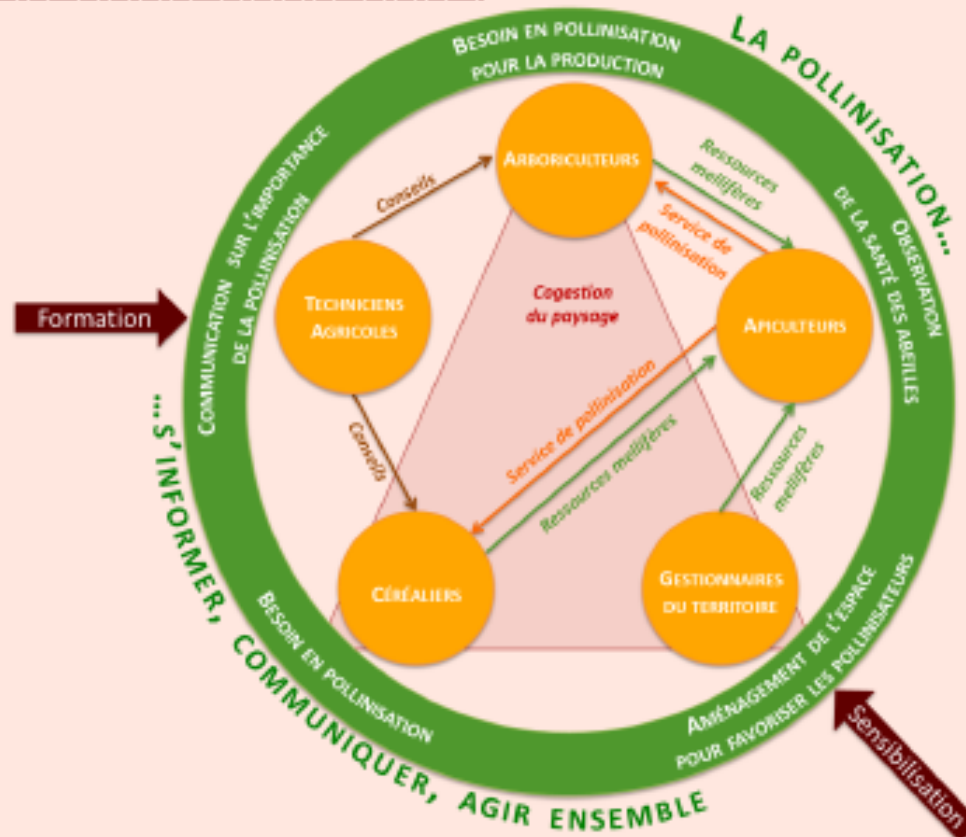 LA POLLINISATION...
BESOIN EN POLLINISATION
POUR LA PRODUCTION
COMMUNICATION SUR L'IMPORTANCE
DE LA POLLINISATION
OBSERVATION
DE LA SANTÉ DES ABEILLES
ARBORICULTEURS
Conseils
Ressources
mellifères
Service de
pollinisation
TECHNICIENS
AGRICOLES
Cogestion
du paysage
APICULTEURS
Formation
Conseils
Service de pollinisation
Ressources mellifères
Ressources
mellifères
CÉRÉALIERS
GESTIONNAIRES
DU TERRITOIRE
BESOIN EN POLLINISATION
AMÉNAGEMENT DE L'ESPACE
POUR FAVORISER LES POLLINISATEURS
Sensibilisation
...S'INFORMER, COMMUNIQUER, AGIR ENSEMBLE